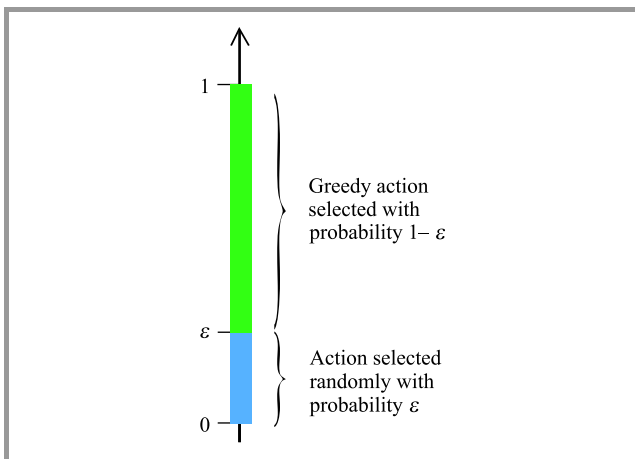 1
Greedy action
selected with
probability 1– ε
ε
Action selected
randomly with
probability ε
0